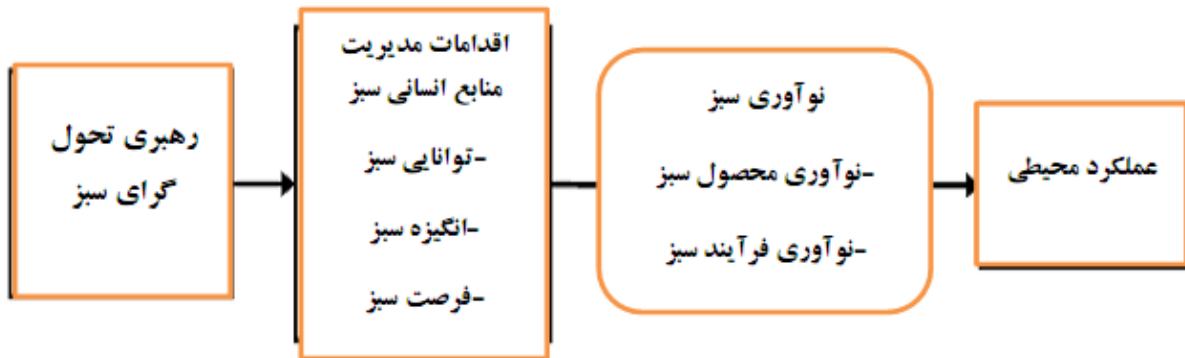 رهبری تحول
گرای سبز
اقدامات مدیریت
منابع انسانی سبز
-توانایی سبز
-انگیزه سبز
-فرصت سبز
نوآوری سبز
-نوآوری محصول سبز
-نوآوری فرآیند سبز
عملکرد محیطی